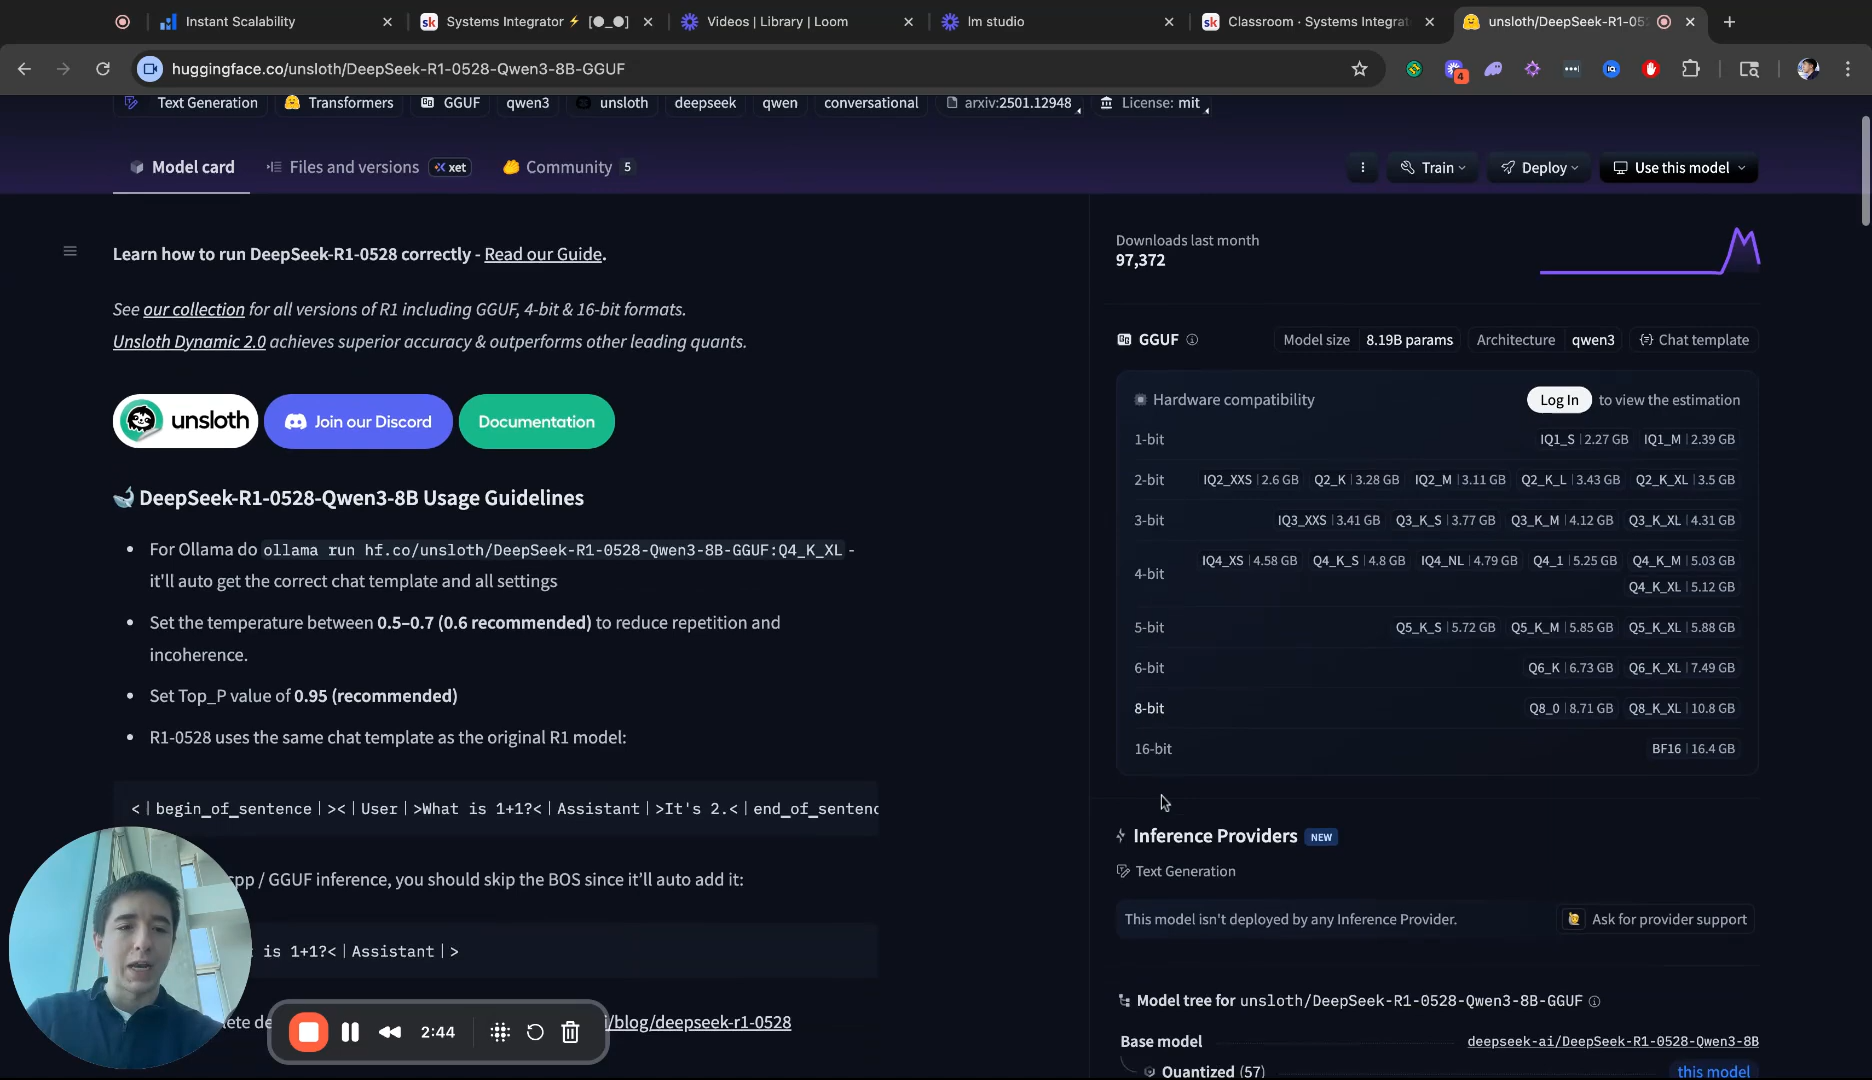 Instant Scalability
sk Systems Integrator⚡ [●_●]
Videos | Library | Loom
lm studio
sk Classroom · Systems Integrat
unsloth/DeepSeek-R1-052
huggingface.co/unsloth/DeepSeek-R1-0528-Qwen3-8B-GGUF
4
Text Generation Transformers GGUF qwen3 unsloth deepseek qwen conversational arxiv:2501.12948 License: mit
Model card Files and versions xet Community 5
Train Deploy Use this model
Learn how to run DeepSeek-R1-0528 correctly - Read our Guide.
See our collection for all versions of R1 including GGUF, 4-bit & 16-bit formats.
Unsloth Dynamic 2.0 achieves superior accuracy & outperforms other leading quants.
unsloth Join our Discord Documentation
DeepSeek-R1-0528-Qwen3-8B Usage Guidelines
• For Ollama do ollama run hf.co/unsloth/DeepSeek-R1-0528-Qwen3-8B-GGUF:Q4_K_XL -
it'll auto get the correct chat template and all settings
• Set the temperature between 0.5–0.7 (0.6 recommended) to reduce repetition and
incoherence.
• Set Top_P value of 0.95 (recommended)
• R1-0528 uses the same chat template as the original R1 model:
<|begin_of_sentence|><|User|>What is 1+1?<|Assistant|>It's 2.<|end_of_sentenc
cpp / GGUF inference, you should skip the BOS since it'll auto add it:
is 1+1?<|Assistant|>
i/blog/deepseek-r1-0528
2:44
Downloads last month
97,372
GGUF Model size 8.19B params Architecture qwen3 Chat template
Hardware compatibility Log In to view the estimation
1-bit IQ1_S 2.27 GB IQ1_M 2.39 GB
2-bit IQ2_XXS 2.6 GB Q2_K 3.28 GB IQ2_M 3.11 GB Q2_K_L 3.43 GB Q2_K_XL 3.5 GB
3-bit IQ3_XXS 3.41 GB Q3_K_S 3.77 GB Q3_K_M 4.12 GB Q3_K_XL 4.31 GB
4-bit IQ4_XS 4.58 GB Q4_K_S 4.8 GB IQ4_NL 4.79 GB Q4_1 5.25 GB Q4_K_M 5.03 GB
Q4_K_XL 5.12 GB
5-bit Q5_K_S 5.72 GB Q5_K_M 5.85 GB Q5_K_XL 5.88 GB
6-bit Q6_K 6.73 GB Q6_K_XL 7.49 GB
8-bit Q8_0 8.71 GB Q8_K_XL 10.8 GB
16-bit BF16 16.4 GB
Inference Providers NEW
Text Generation
This model isn't deployed by any Inference Provider. Ask for provider support
Model tree for unsloth/DeepSeek-R1-0528-Qwen3-8B-GGUF
Base model deepseek-ai/DeepSeek-R1-0528-Qwen3-8B
Quantized (57) this model